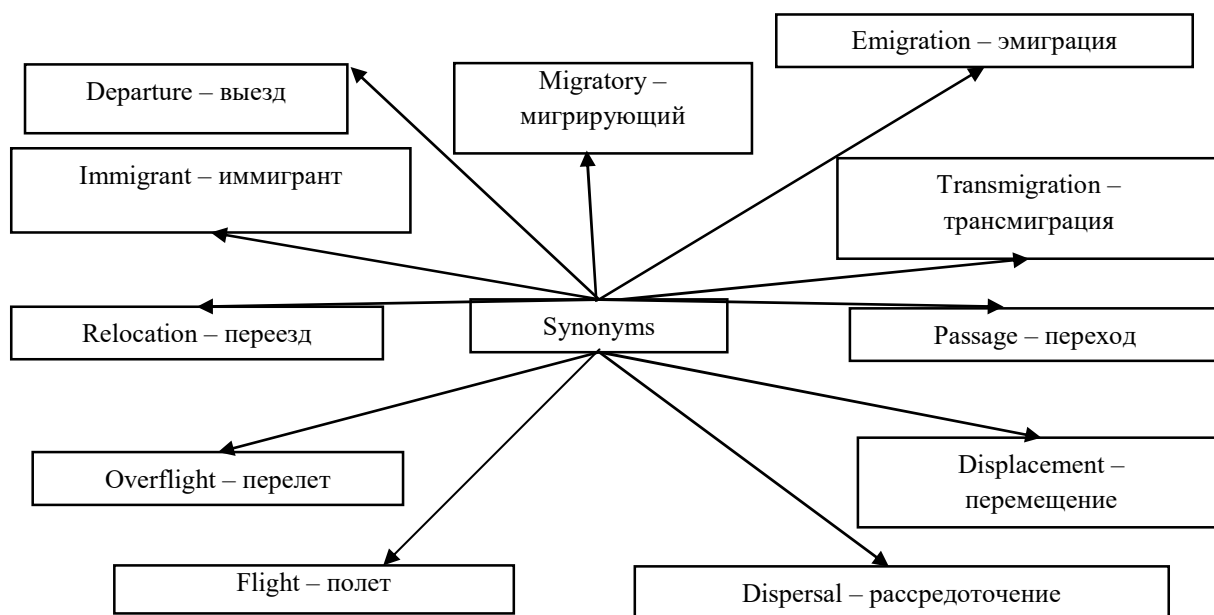 Emigration – эмиграция
Departure – выезд
Migratory –
мигрирующий
Immigrant – иммигрант
Transmigration –
трансмиграция
Relocation – переезд
Synonyms
Passage – переход
Overflight – перелет
Displacement –
перемещение
Flight – полет
Dispersal – рассредоточение